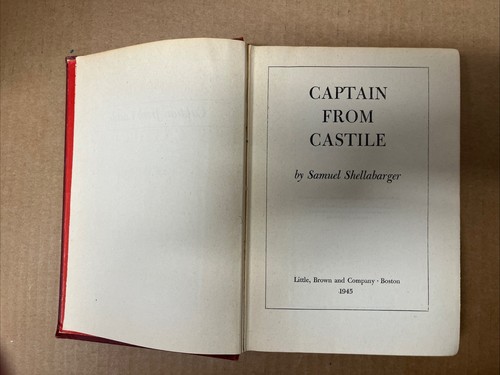 CAPTAIN
FROM
CASTILE
by Samuel Shellabarger
Little, Brown and Company · Boston
1945